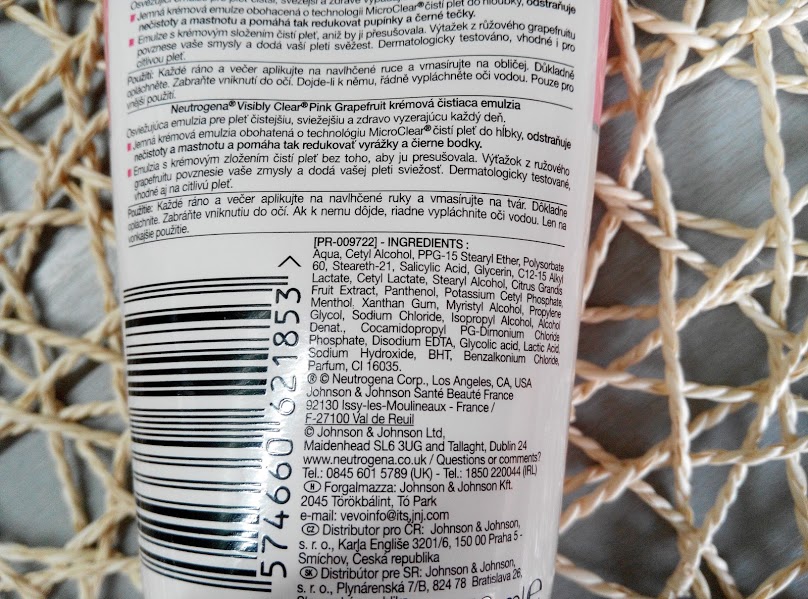 nečistoty a mastnotu a pomáhá tak redukovat pupínky a černé tečky.
Jemná krémová emulze obohacená o technologii MicroClear® čistí pleť do hloubky, odstraňuje
Emulze s krémovým složením čistí pleť, aniž by ji přesušovala. Výtažek z růžového grapefruitu
povznese vaše smysly a dodá vaší pleti svěžest. Dermatologicky testováno, vhodné i pro
citlivou pleť.
Použití: Každé ráno a večer aplikujte na navlhčené ruce a vmasírujte na obličej. Důkladně
opláchněte. Zabraňte vniknutí do očí. Dojde-li k němu, řádně vypláchněte oči vodou. Pouze pro
vnější použití.
Neutrogena® Visibly Clear® Pink Grapefruit krémová čistiaca emulzia
Osviežujúca emulzia pre pleť čistejšiu, sviežejšiu a zdravo vyzerajúcu každý deň.
Jemná krémová emulzia obohatená o technológiu MicroClear® čistí pleť do hĺbky, odstraňuje
nečistoty a mastnotu a pomáha tak redukovať vyrážky a čierne bodky.
Emulzia s krémovým zložením čistí pleť bez toho, aby ju presušovala. Výťažok z ružového
grapefruitu povznesie vaše zmysly a dodá vašej pleti sviežosť. Dermatologicky testované,
vhodné aj na citlivú pleť.
Použitie: Každé ráno a večer aplikujte na navlhčené ruky a vmasírujte na tvár. Dôkladne
opláchnite. Zabráňte vniknutiu do očí. Ak k nemu dôjde, riadne vypláchnite oči vodou. Len na
vonkajšie použitie.
[PR-009722] - INGREDIENTS :
Aqua, Cetyl Alcohol, PPG-15 Stearyl Ether, Polysorbate
60, Steareth-21, Salicylic Acid, Glycerin, C12-15 Alkyl
Lactate, Cetyl Lactate, Stearyl Alcohol, Citrus Grandis
Fruit Extract, Panthenol, Potassium Cetyl Phosphate,
Menthol, Xanthan Gum, Myristyl Alcohol, Propylene
Glycol, Sodium Chloride, Isopropyl Alcohol, Alcohol
Denat., Cocamidopropyl PG-Dimonium Chloride
Phosphate, Disodium EDTA, Glycolic acid, Lactic Acid,
Sodium Hydroxide, BHT, Benzalkonium Chloride,
Parfum, CI 16035.
® © Neutrogena Corp., Los Angeles, CA, USA
Johnson & Johnson Santé Beauté France
92130 Issy-les-Moulineaux - France /
F-27100 Val de Reuil
© Johnson & Johnson Ltd,
Maidenhead SL6 3UG and Tallaght, Dublin 24
www.neutrogena.co.uk / Questions or comments?
Tel.: 0845 601 5789 (UK) - Tel.: 1850 220044 (IRL)
H Forgalmazza: Johnson & Johnson Kft.
2045 Törökbálint, Tó Park
e-mail: vevoinfo@its.jnj.com
CZ Distributor pro ČR: Johnson & Johnson,
s. r. o., Karla Engliše 3201/6, 150 00 Praha 5 -
Smíchov, Česká republika
SK Distribútor pre SR: Johnson & Johnson,
s. r. o., Plynárenská 7/B, 824 78 Bratislava 26,
5 74660 621853 >